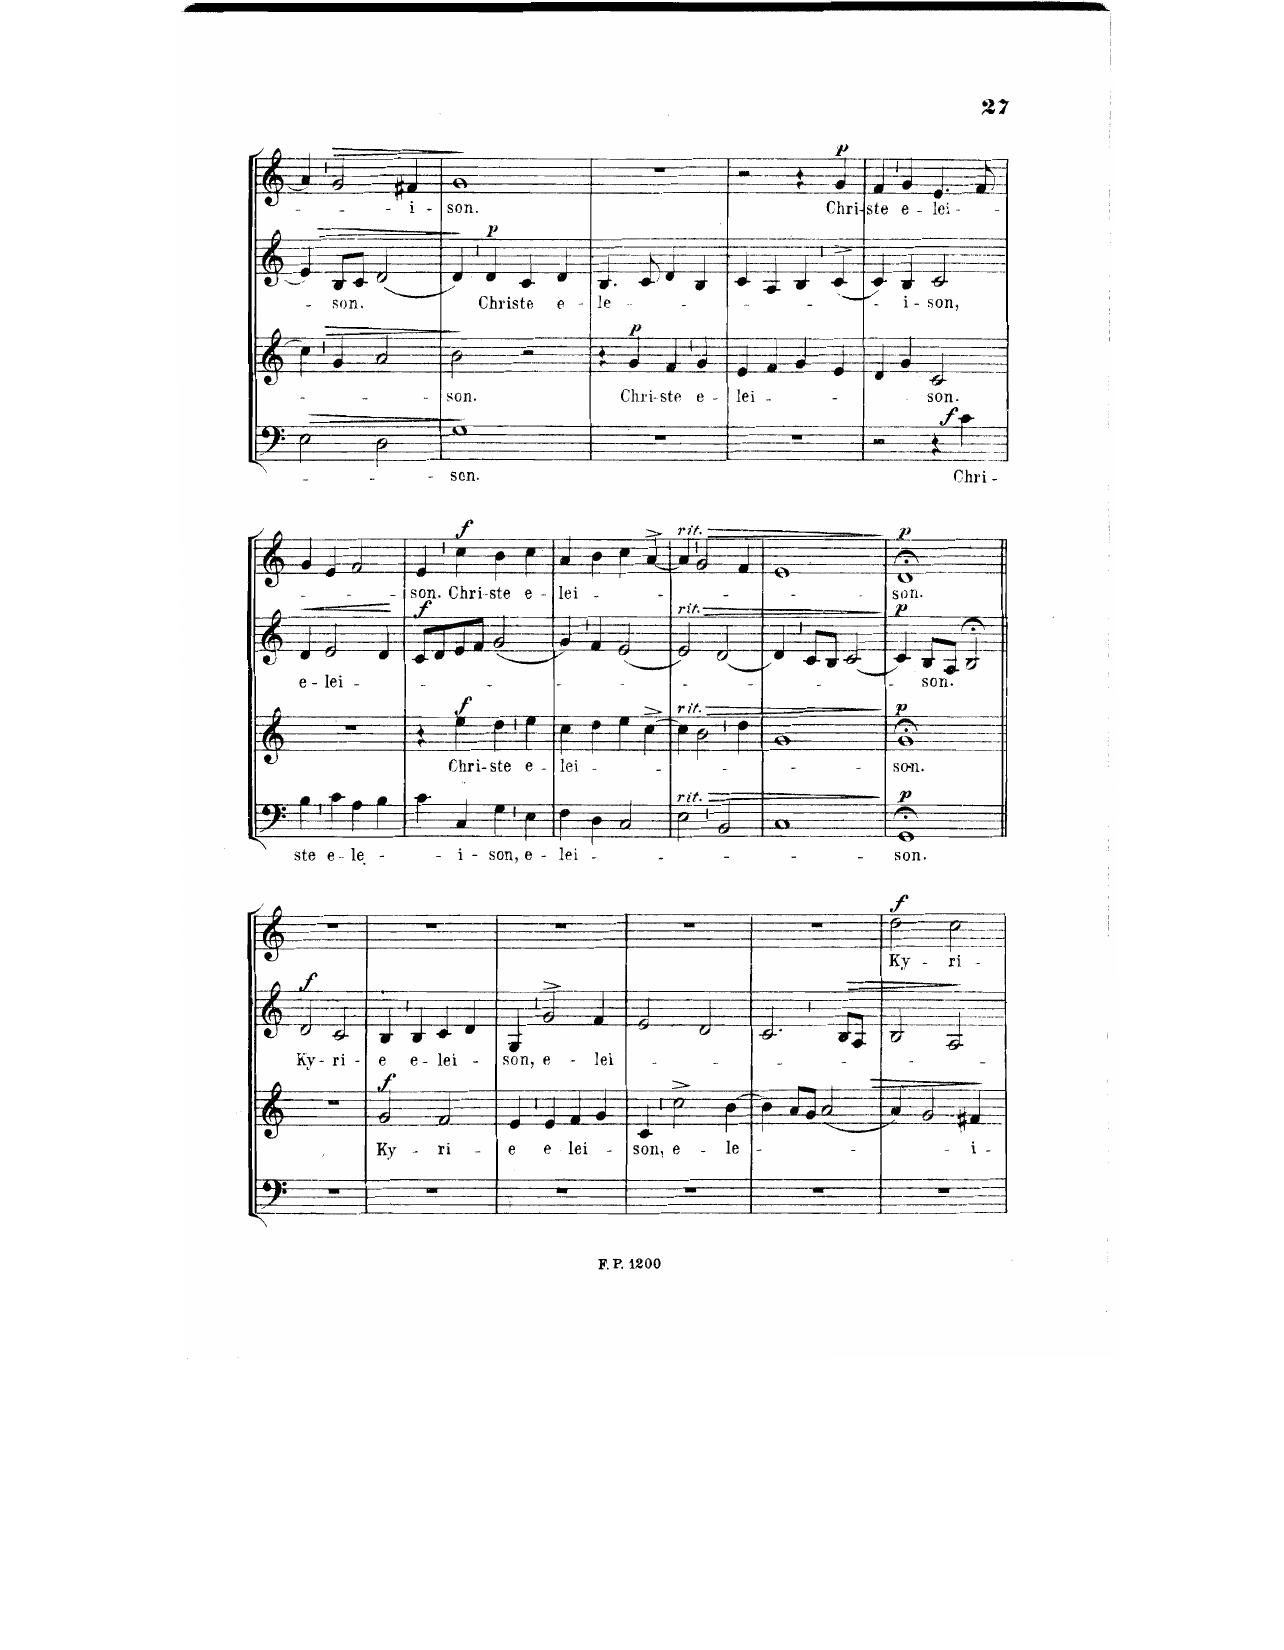 27
p
- - - i - son. Chri-ste e - lei - -
p
- son. Christe e - le - - - - - i - son,
p
- - - son. Chri-ste e - lei - - - son.
f
- - - son. Chri -
f rit. p
- - - son. Chri-ste e - lei - - - - - son.
f rit. p
e - lei - - - - - - - - - son.
f rit. p
Chri-ste e - lei - - - - - son.
rit. p
ste e - le - - i - son, e - lei - - - - - son.
f
Ky - ri -
f
Ky - ri - e e - lei - son, e - lei - - - - - -
f
Ky - ri - e e lei - son, e - le - - - - i -
F. P. 1200